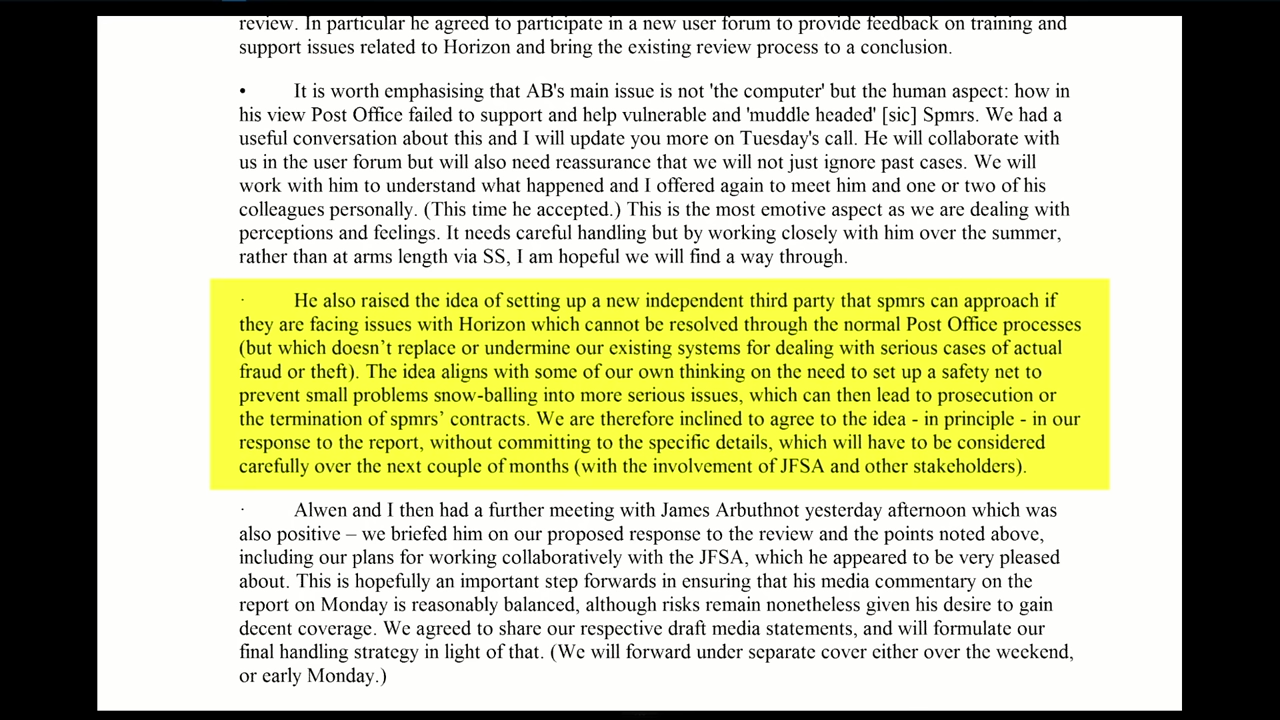 review. In particular he agreed to participate in a new user forum to provide feedback on training and
support issues related to Horizon and bring the existing review process to a conclusion.
• It is worth emphasising that AB's main issue is not 'the computer' but the human aspect: how in
his view Post Office failed to support and help vulnerable and 'muddle headed' [sic] Spmrs. We had a
useful conversation about this and I will update you more on Tuesday's call. He will collaborate with
us in the user forum but will also need reassurance that we will not just ignore past cases. We will
work with him to understand what happened and I offered again to meet him and one or two of his
colleagues personally. (This time he accepted.) This is the most emotive aspect as we are dealing with
perceptions and feelings. It needs careful handling but by working closely with him over the summer,
rather than at arms length via SS, I am hopeful we will find a way through.
· He also raised the idea of setting up a new independent third party that spmrs can approach if
they are facing issues with Horizon which cannot be resolved through the normal Post Office processes
(but which doesn’t replace or undermine our existing systems for dealing with serious cases of actual
fraud or theft). The idea aligns with some of our own thinking on the need to set up a safety net to
prevent small problems snow-balling into more serious issues, which can then lead to prosecution or
the termination of spmrs’ contracts. We are therefore inclined to agree to the idea - in principle - in our
response to the report, without committing to the specific details, which will have to be considered
carefully over the next couple of months (with the involvement of JFSA and other stakeholders).
· Alwen and I then had a further meeting with James Arbuthnot yesterday afternoon which was
also positive – we briefed him on our proposed response to the review and the points noted above,
including our plans for working collaboratively with the JFSA, which he appeared to be very pleased
about. This is hopefully an important step forwards in ensuring that his media commentary on the
report on Monday is reasonably balanced, although risks remain nonetheless given his desire to gain
decent coverage. We agreed to share our respective draft media statements, and will formulate our
final handling strategy in light of that. (We will forward under separate cover either over the weekend,
or early Monday.)